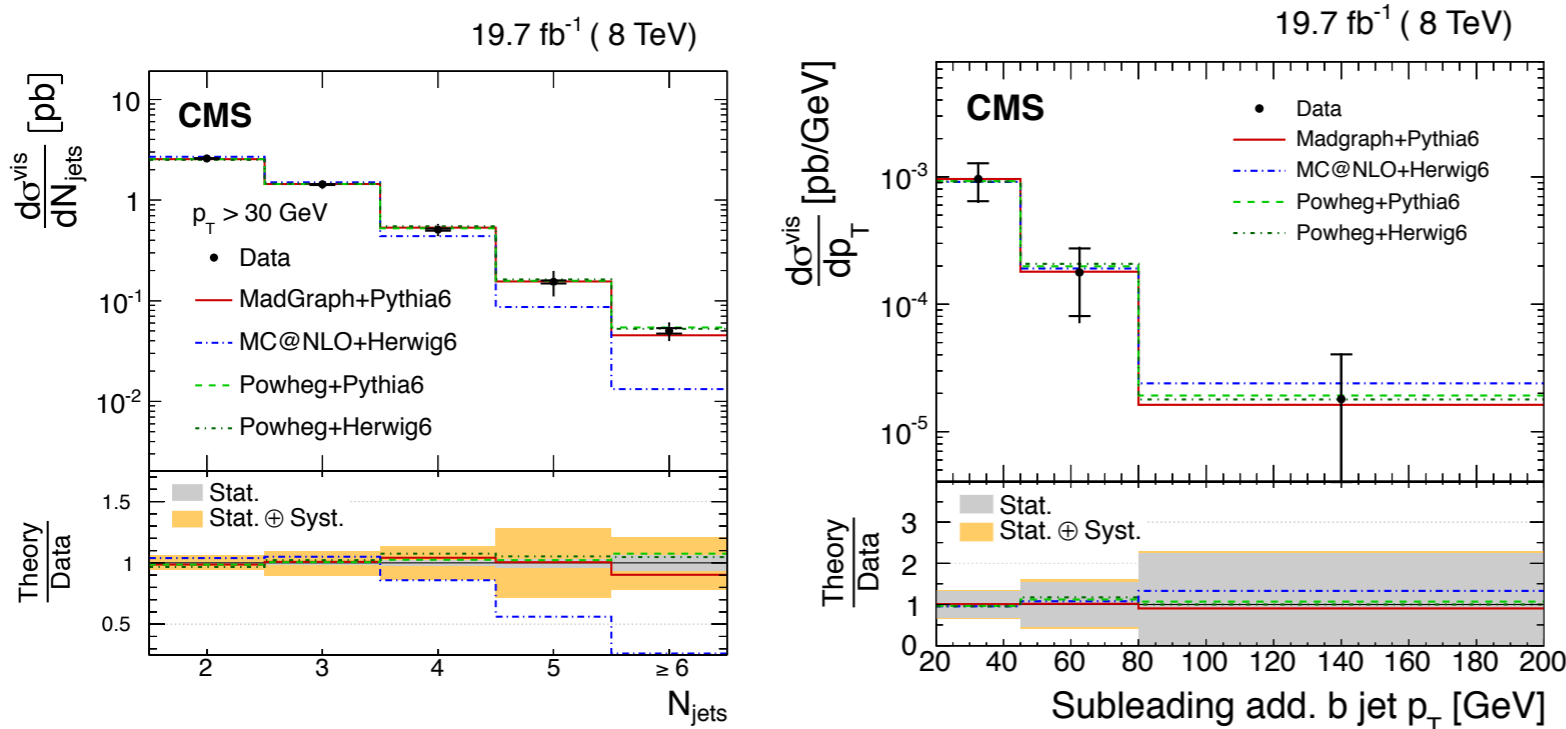 19.7 fb-1 ( 8 TeV)
dσvis
dNjets
[pb]
10
1
10-1
10-2
CMS
pT > 30 GeV
Data
MadGraph+Pythia6
MC@NLO+Herwig6
Powheg+Pythia6
Powheg+Herwig6
Theory
Data
1.5
1
0.5
Stat.
Stat. ⊕ Syst.
2 3 4 5 ≥ 6
Njets
19.7 fb-1 ( 8 TeV)
dσvis
dpT
[pb/GeV]
10-3
10-4
10-5
CMS
Data
Madgraph+Pythia6
MC@NLO+Herwig6
Powheg+Pythia6
Powheg+Herwig6
Theory
Data
3
2
1
0
Stat.
Stat. ⊕ Syst.
20 40 60 80 100 120 140 160 180 200
Subleading add. b jet pT [GeV]